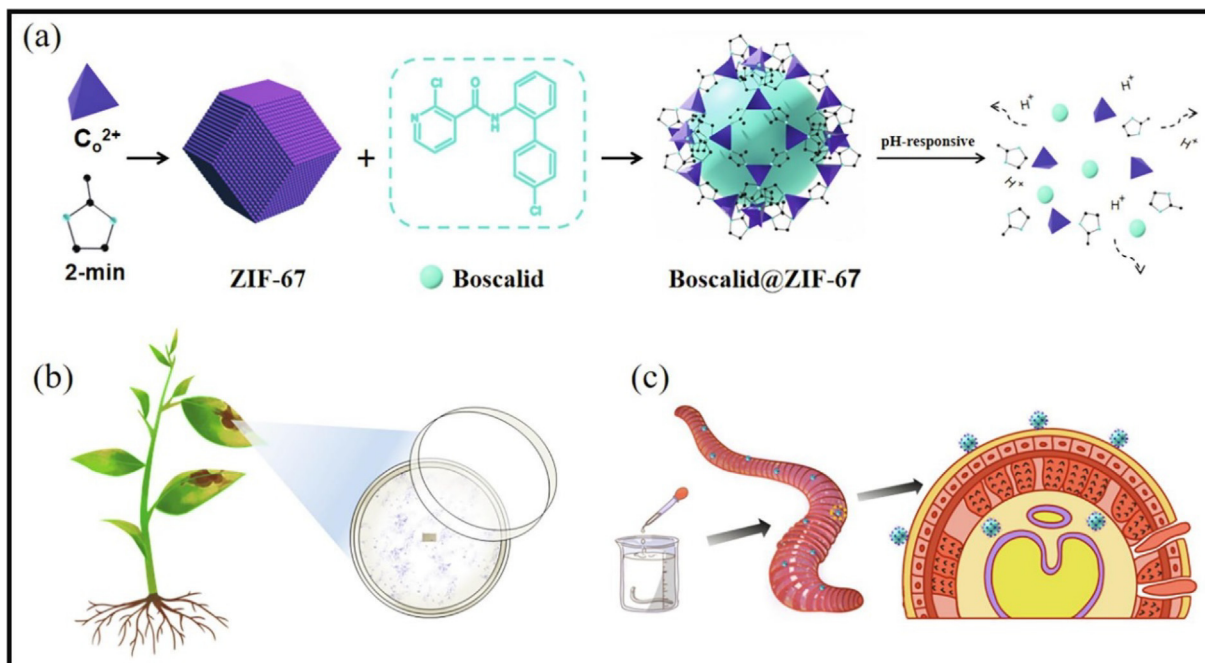 (a)
Co2+
2-min
ZIF-67
+
Cl
O
N
N
H
Cl
Boscalid
Boscalid@ZIF-67
pH-responsive
H+
H+
H+
H+
H+
(b)
(c)